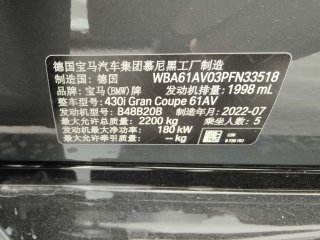 德国宝马汽车集团慕尼黑工厂制造
制造国：德国 WBA61AV03PFN33518
品牌：宝马(BMW)牌 发动机排量：1998 mL
整车型号：430i Gran Coupe 61AV
发动机型号：B48B20B 制造年月：2022-07
最大允许总质量：2200 kg 乘坐人数：5
发动机最大净功率：180 kW
最大允许牵引质量：-- kg